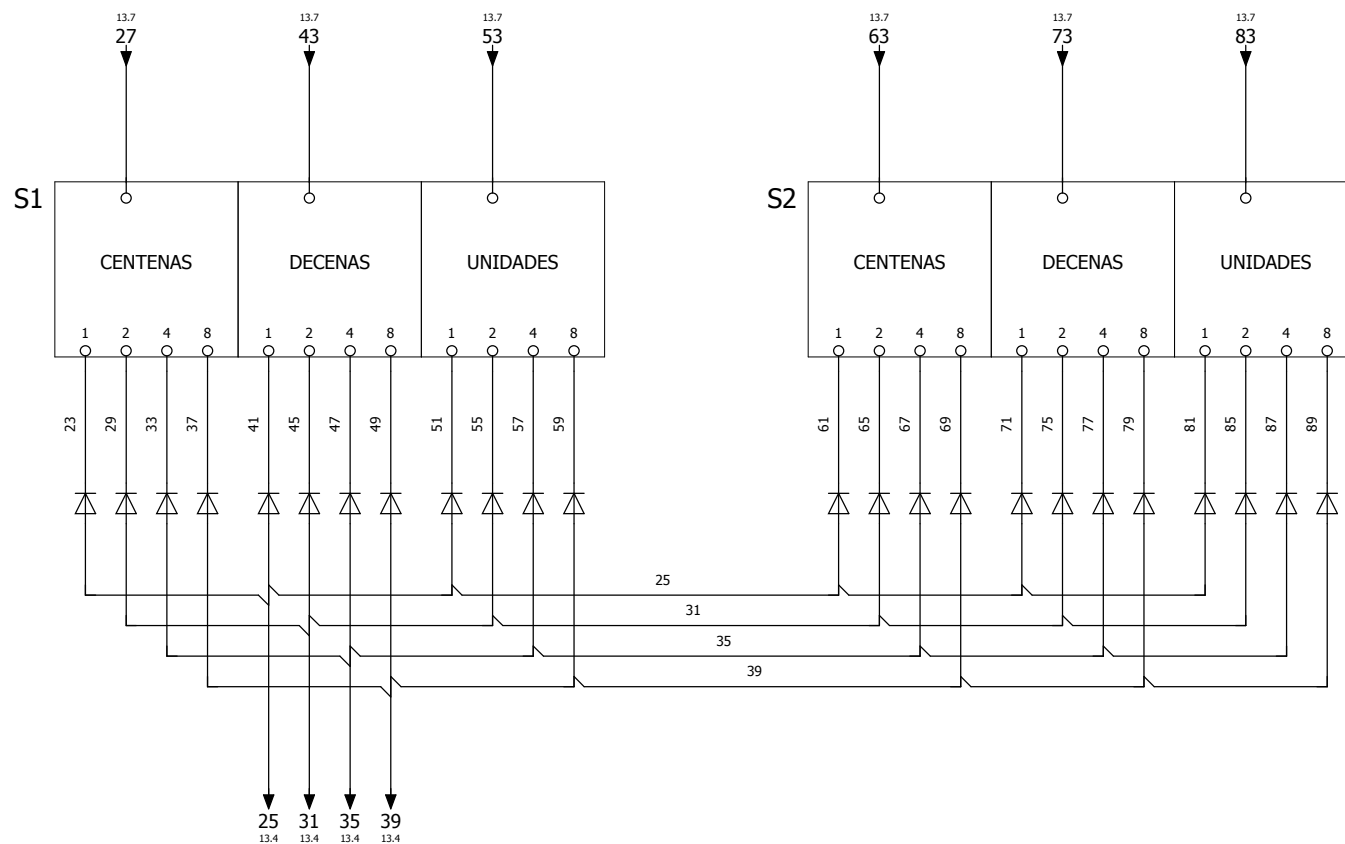 13.7 13.7 13.7 13.7 13.7 13.7
27 43 53 63 73 83
S1 S2
CENTENAS DECENAS UNIDADES CENTENAS DECENAS UNIDADES
1 2 4 8 1 2 4 8 1 2 4 8 1 2 4 8 1 2 4 8 1 2 4 8
23 29 33 37 41 45 47 49 51 55 57 59 61 65 67 69 71 75 77 79 81 85 87 89
25
31
35
39
25 31 35 39
13.4 13.4 13.4 13.4